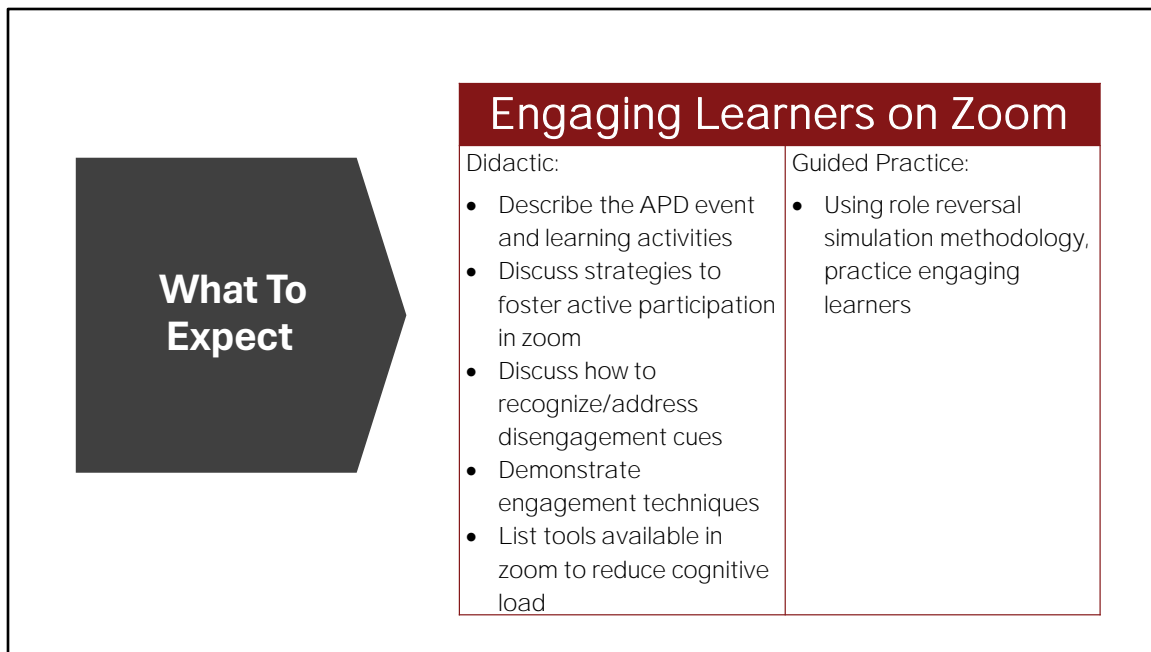 What To
Expect
Engaging Learners on Zoom
Didactic:
• Describe the APD event
and learning activities
• Discuss strategies to
foster active participation
in zoom
• Discuss how to
recognize/address
disengagement cues
• Demonstrate
engagement techniques
• List tools available in
zoom to reduce cognitive
load
Guided Practice:
• Using role reversal
simulation methodology,
practice engaging
learners